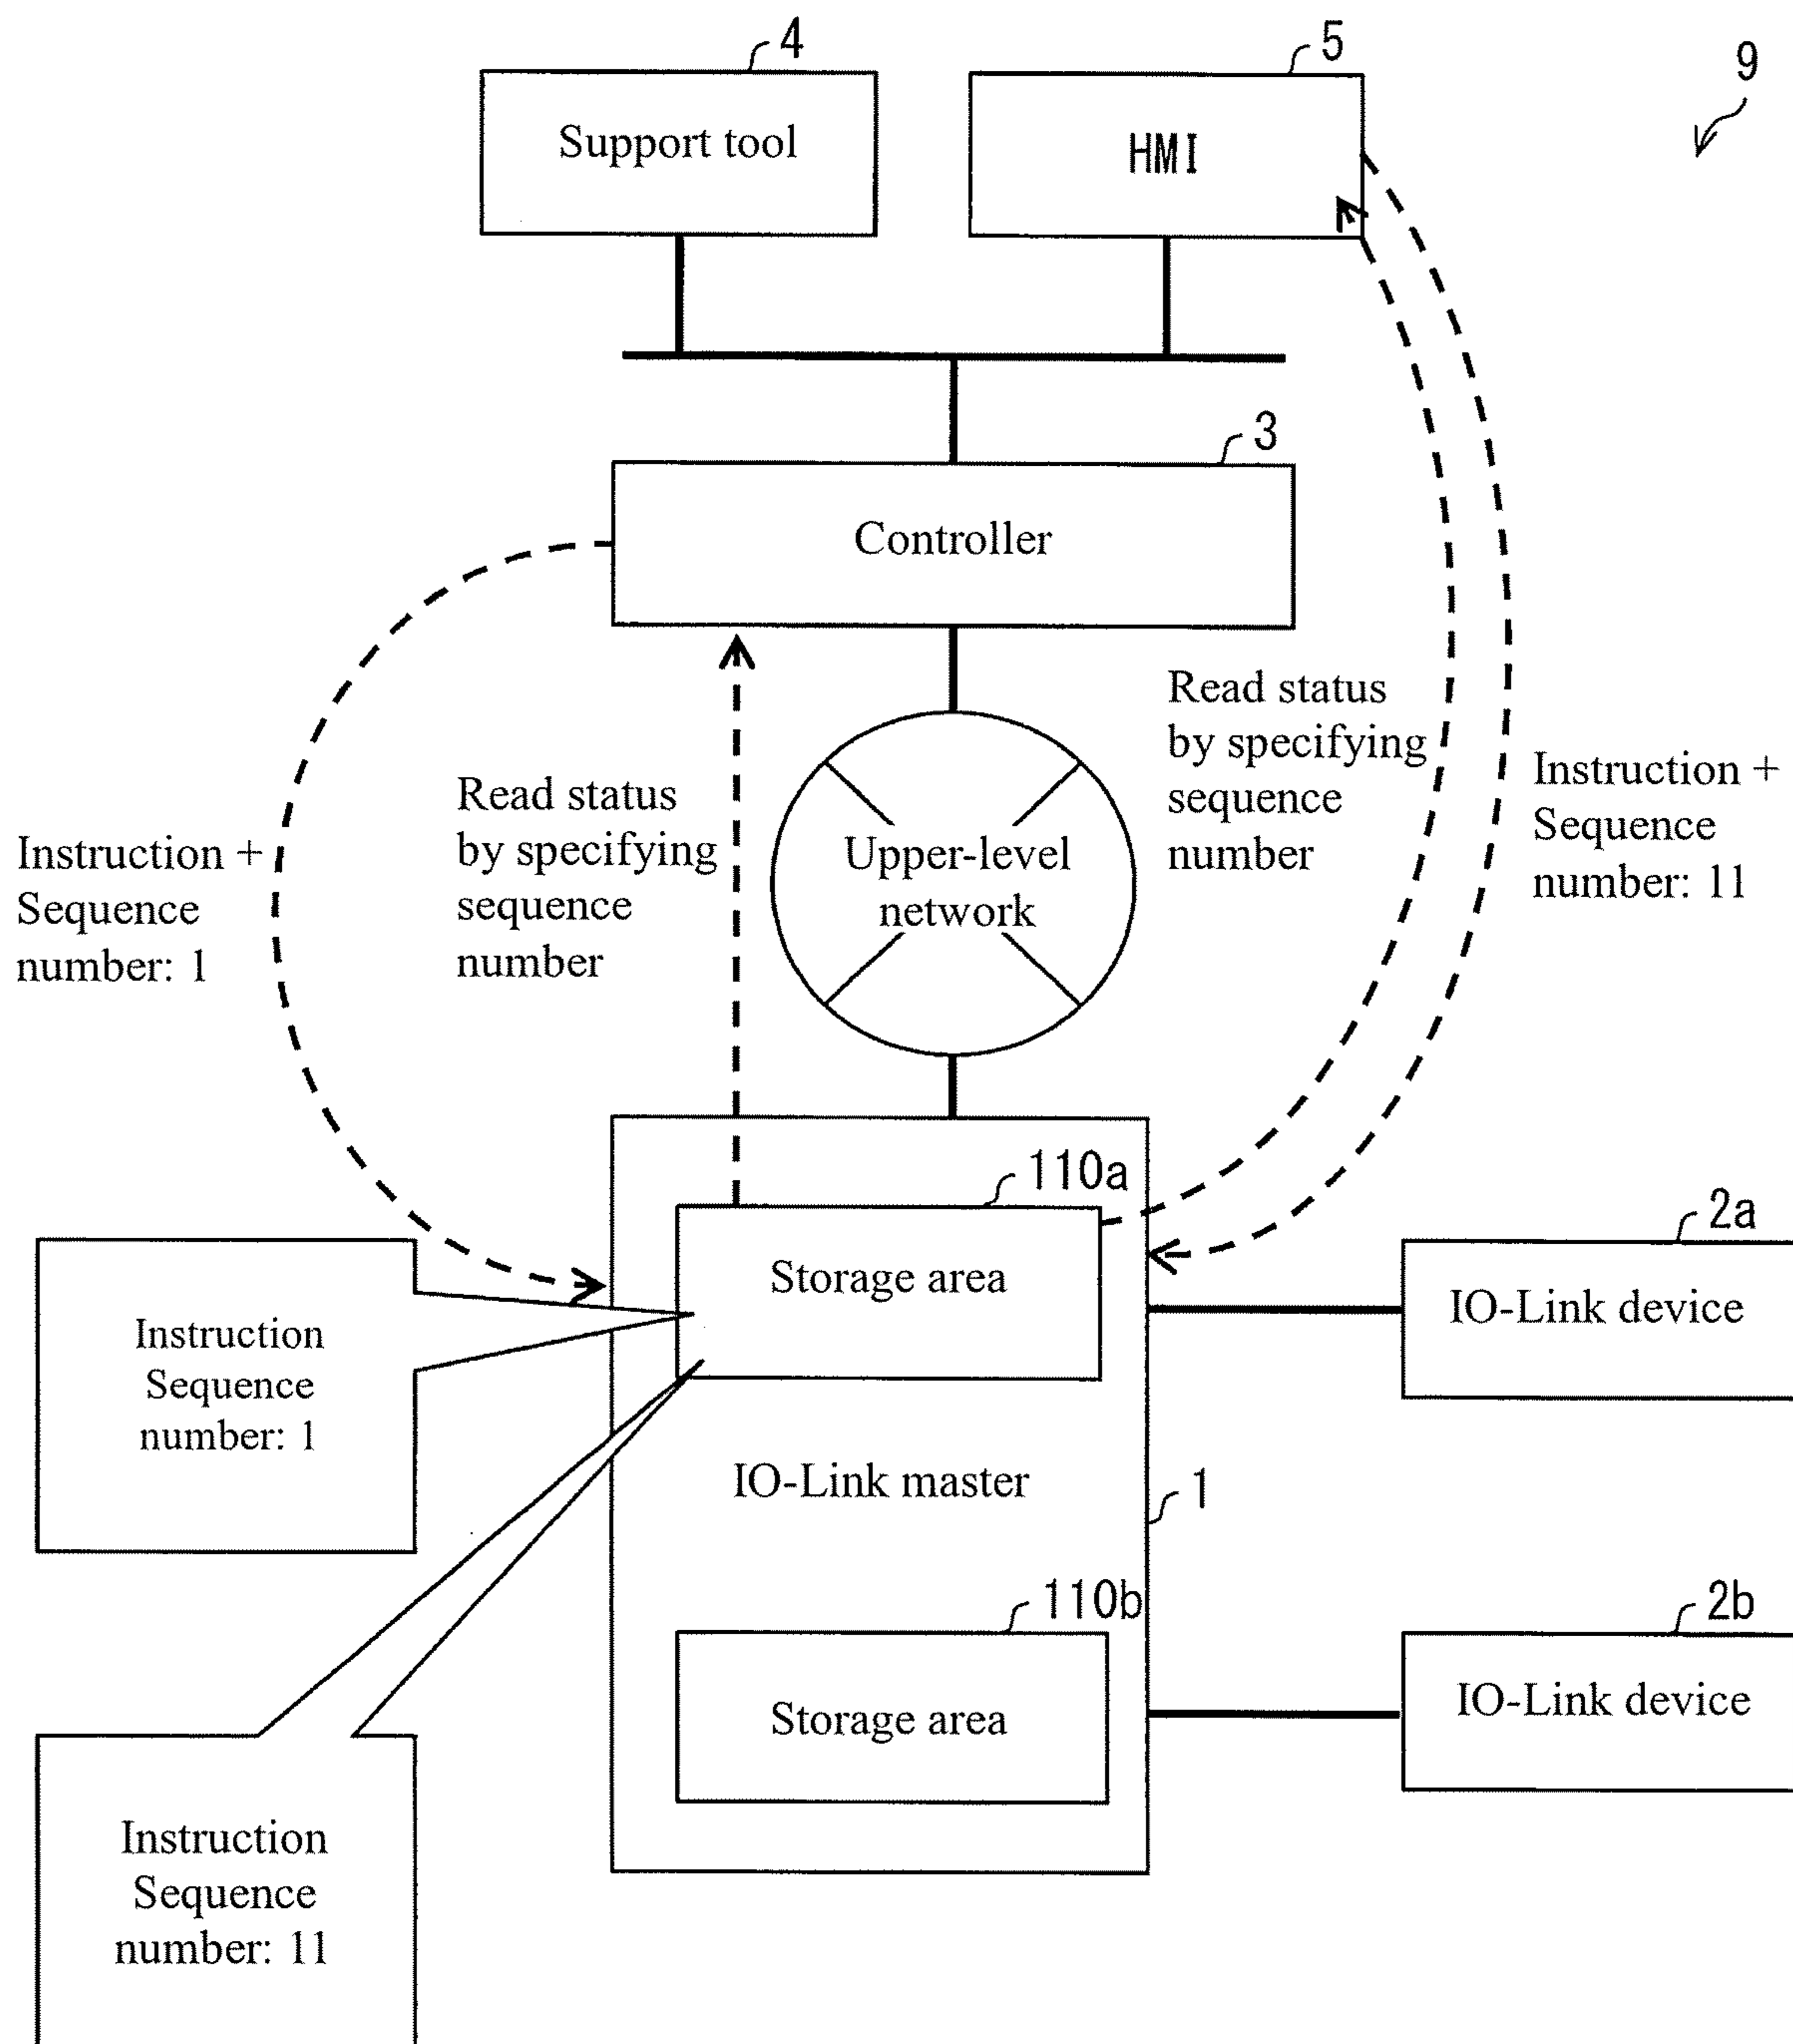 4
5
9
Support tool
HMI
3
Controller
Read status
by specifying
sequence
number
Instruction +
Sequence
number: 11
Read status
by specifying
sequence
number
Instruction +
Sequence
number: 1
Upper-level
network
110a
2a
Storage area
IO-Link device
Instruction
Sequence
number: 1
IO-Link master
1
110b
2b
Storage area
IO-Link device
Instruction
Sequence
number: 11